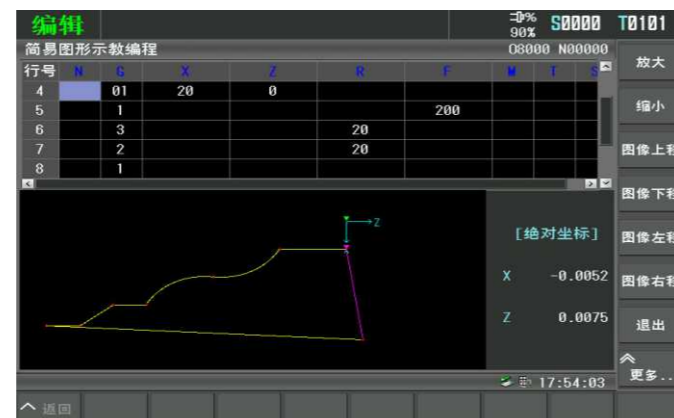 编辑 90% S0000 T0101
简易图形示教编程 O8000 N00000
行号 N G X Z R F M T S
4 01 20 0
5 1 200
6 3 20
7 2 20
8 1
Z
[绝对坐标]
X -0.0052
Z 0.0075
17:54:03
返回
放大
缩小
图像上移
图像下移
图像左移
图像右移
退出
更多..